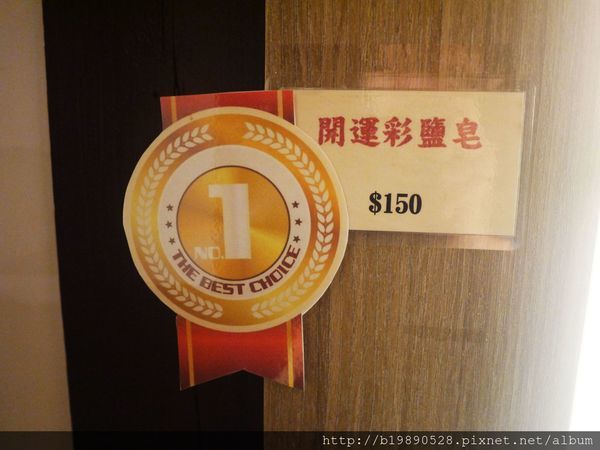 開運彩鹽皂
$150
NO.1
THE BEST CHOICE
http://b19890528.pixnet.net/album